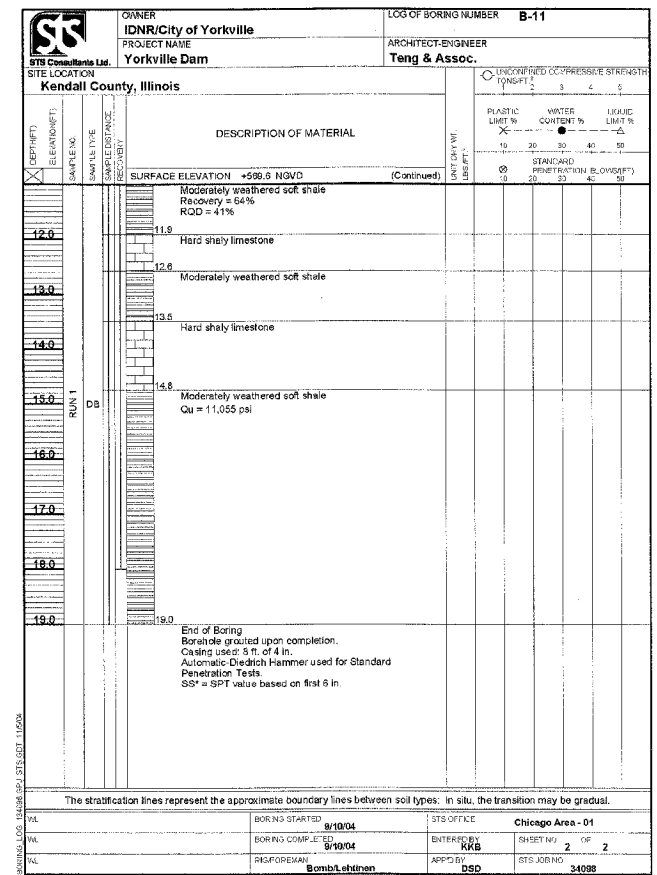 OWNER
IDNR/City of Yorkville
LOG OF BORING NUMBER B-11
STS
STS Consultants Ltd.
PROJECT NAME
Yorkville Dam
ARCHITECT-ENGINEER
Teng & Assoc.
SITE LOCATION
Kendall County, Illinois
UNCONFINED COMPRESSIVE STRENGTH
TONS/FT.²
1 2 3 4 5
DEPTH(FT)
ELEVATION(FT)
SAMPLE NO.
SAMPLE TYPE
SAMPLE DISTANCE
RECOVERY
DESCRIPTION OF MATERIAL
UNIT DRY WT.
LBS./FT.³
PLASTIC LIMIT %
WATER CONTENT %
LIQUID LIMIT %
10 20 30 40 50
STANDARD
PENETRATION BLOWS/(FT)
10 20 30 40 50
SURFACE ELEVATION +569.6 NGVD (Continued)
Moderately weathered soft shale
Recovery = 64%
RQD = 41%
11.9
12.0
Hard shaly limestone
12.6
Moderately weathered soft shale
13.0
13.5
Hard shaly limestone
14.0
14.8
Moderately weathered soft shale
15.0
RUN 1
DB
Qu = 11,055 psi
16.0
17.0
18.0
19.0
19.0
End of Boring
Borehole grouted upon completion.
Casing used: 8 ft. of 4 in.
Automatic-Diedrich Hammer used for Standard
Penetration Tests.
SS* = SPT value based on first 6 in.
The stratification lines represent the approximate boundary lines between soil types: in situ, the transition may be gradual.
WL
BORING STARTED
9/10/04
STS OFFICE
Chicago Area - 01
WL
BORING COMPLETED
9/10/04
ENTERED BY
KKB
SHEET NO. 2 OF 2
WL
RIG/FOREMAN
Bomb/Lehtinen
APP'D BY
DSD
STS JOB NO.
34098
BORING_LOG 134098.GPJ STS.GDT 11/5/04